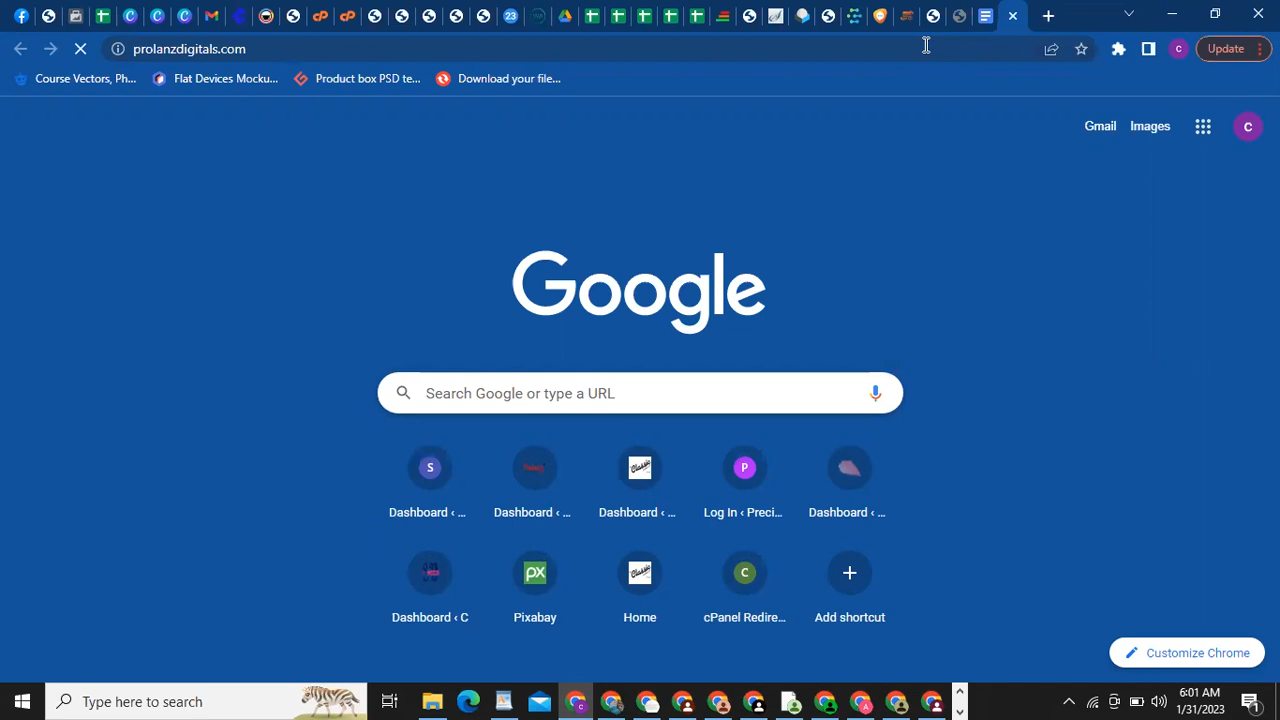 23
prolanzdigitals.com
Update
Course Vectors, Ph...
Flat Devices Mocku...
Product box PSD te...
Download your file...
Gmail
Images
Google
Search Google or type a URL
Dashboard ‹ ...
Dashboard ‹ ...
Dashboard ‹ ...
Log In ‹ Preci...
Dashboard ‹ ...
Dashboard ‹ C
Pixabay
Home
cPanel Redire...
Add shortcut
Customize Chrome
Type here to search
6:01 AM
1/31/2023